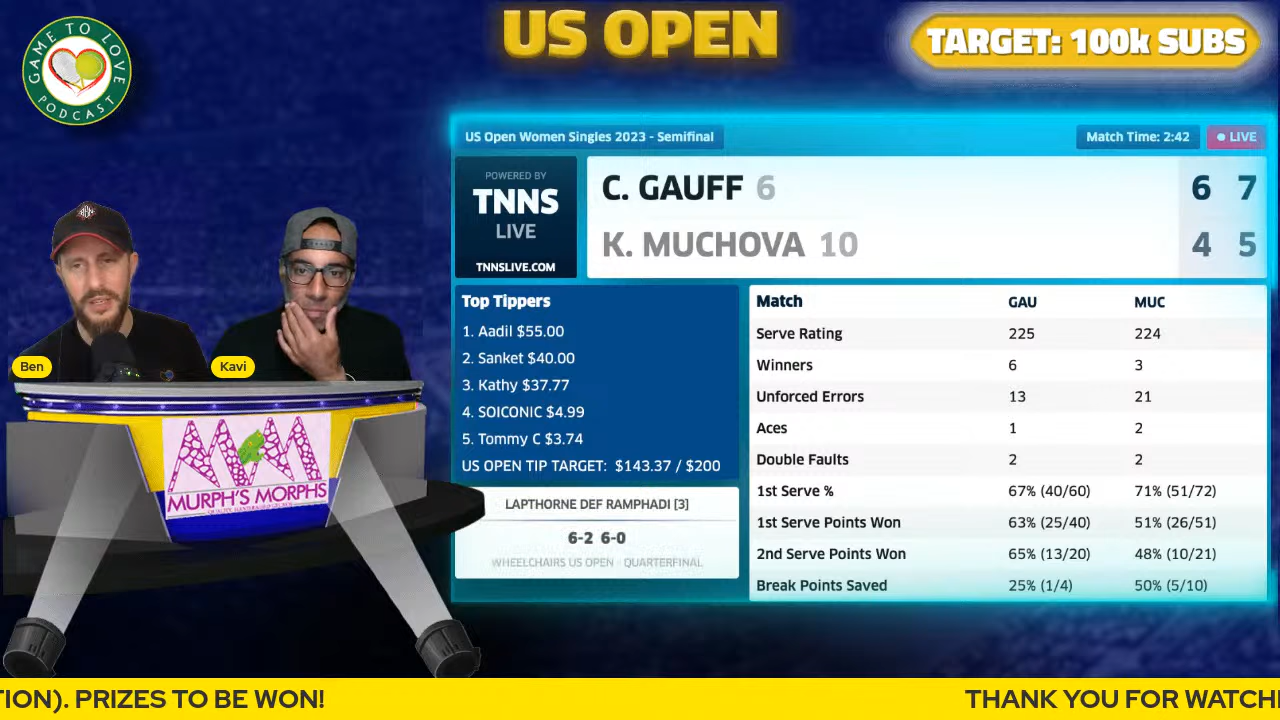 GAME TO LOVE
PODCAST
US OPEN
TARGET: 100k SUBS
US Open Women Singles 2023 - Semifinal
Match Time: 2:42
LIVE
POWERED BY
TNNS
LIVE
TNNSLIVE.COM
C. GAUFF 6 6 7
K. MUCHOVA 10 4 5
Top Tippers
1. Aadil $55.00
2. Sanket $40.00
3. Kathy $37.77
4. SOICONIC $4.99
5. Tommy C $3.74
US OPEN TIP TARGET: $143.37 / $200
LAPTHORNE DEF RAMPHADI [3]
6-2 6-0
WHEELCHAIRS US OPEN - QUARTERFINAL
Match GAU MUC
Serve Rating 225 224
Winners 6 3
Unforced Errors 13 21
Aces 1 2
Double Faults 2 2
1st Serve % 67% (40/60) 71% (51/72)
1st Serve Points Won 63% (25/40) 51% (26/51)
2nd Serve Points Won 65% (13/20) 48% (10/21)
Break Points Saved 25% (1/4) 50% (5/10)
Ben
Kavi
MM
MURPH'S MORPHS
TION). PRIZES TO BE WON!
THANK YOU FOR WATCHI